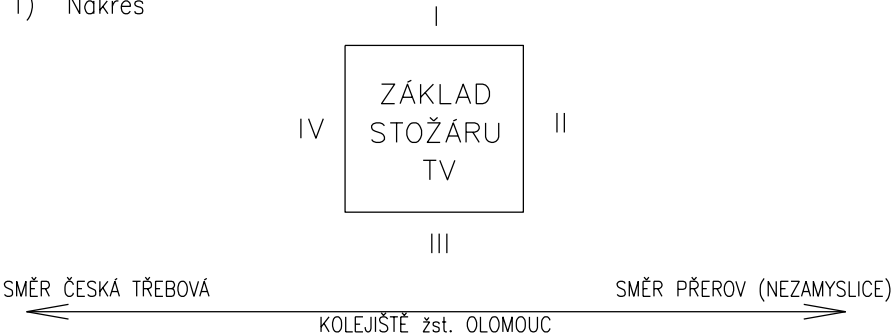 1) Nákres
I
ZÁKLAD
IV STOŽÁRU II
TV
III
SMĚR ČESKÁ TŘEBOVÁ SMĚR PŘEROV (NEZAMYSLICE)
KOLEJIŠTĚ žst. OLOMOUC